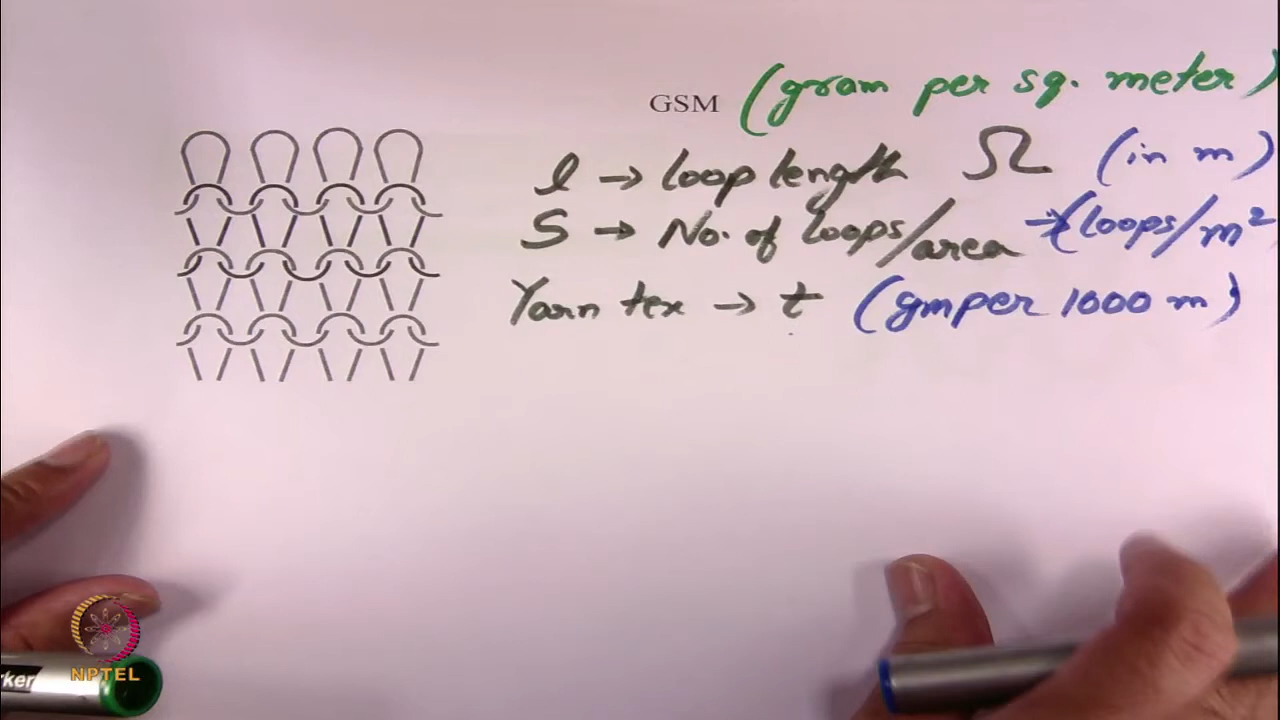 GSM (gram per sq. meter)
l → loop length Ω (in m)
S → No. of loops/area → (loops/m²
Yarn tex → t (gm per 1000 m)
ker
NPTEL